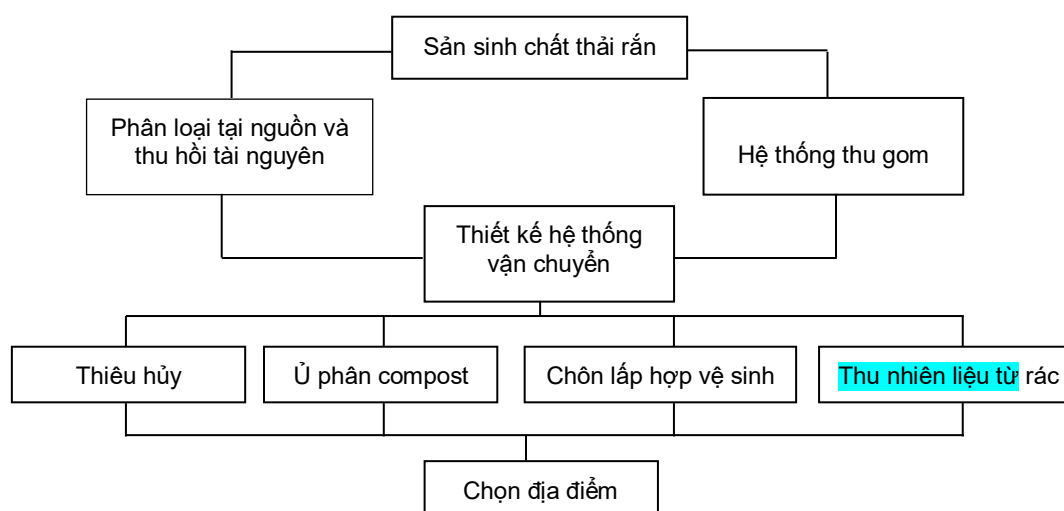 Sản sinh chất thải rắn
Phân loại tại nguồn và
thu hồi tài nguyên
Hệ thống thu gom
Thiết kế hệ thống
vận chuyển
Thiêu hủy
Ủ phân compost
Chôn lấp hợp vệ sinh
Thu nhiên liệu từ rác
Chọn địa điểm